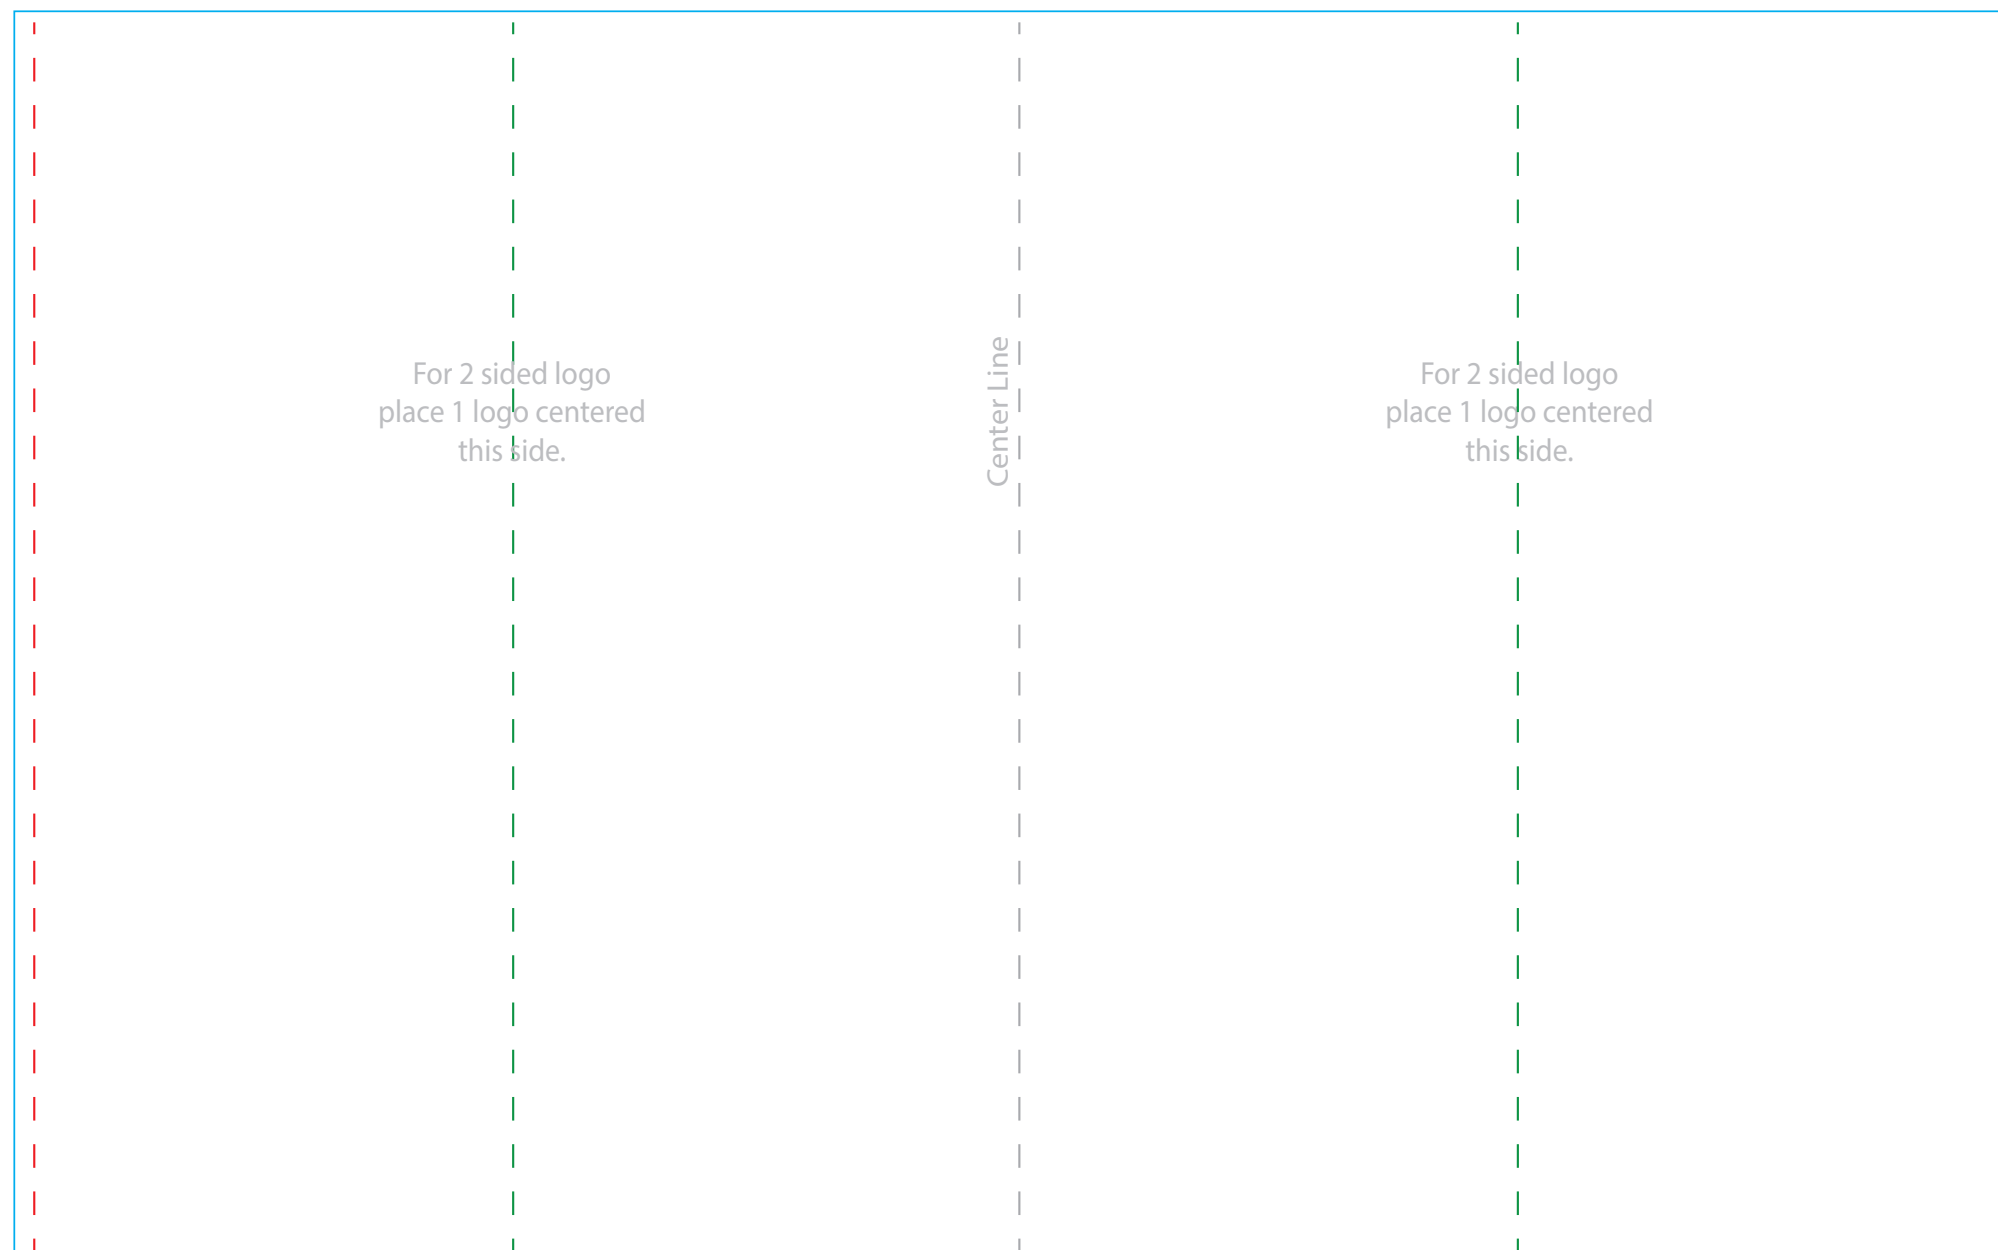 For 2 sided logo
place 1 logo centered
this side.
Center Line
For 2 sided logo
place 1 logo centered
this side.